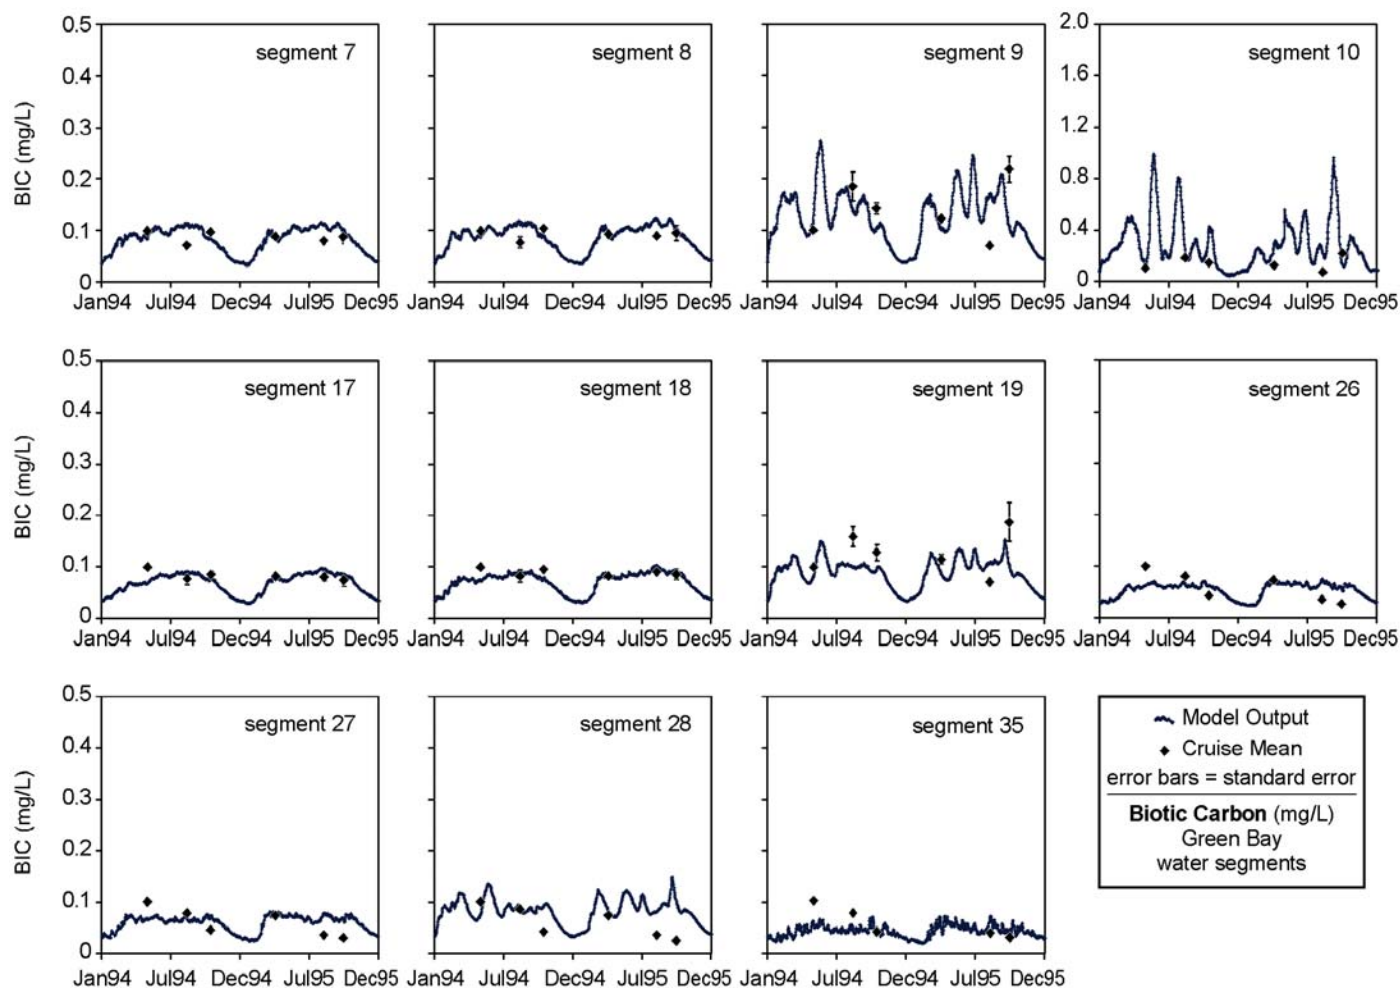 segment 7
segment 8
segment 9
segment 10
BIC (mg/L)
0.5
0.4
0.3
0.2
0.1
0
2.0
1.6
1.2
0.8
0.4
0
Jan94 Jul94 Dec94 Jul95 Dec95
Jan94 Jul94 Dec94 Jul95 Dec95
Jan94 Jul94 Dec94 Jul95 Dec95
Jan94 Jul94 Dec94 Jul95 Dec95
segment 17
segment 18
segment 19
segment 26
BIC (mg/L)
0.5
0.4
0.3
0.2
0.1
0
Jan94 Jul94 Dec94 Jul95 Dec95
Jan94 Jul94 Dec94 Jul95 Dec95
Jan94 Jul94 Dec94 Jul95 Dec95
Jan94 Jul94 Dec94 Jul95 Dec95
segment 27
segment 28
segment 35
BIC (mg/L)
0.5
0.4
0.3
0.2
0.1
0
Jan94 Jul94 Dec94 Jul95 Dec95
Jan94 Jul94 Dec94 Jul95 Dec95
Jan94 Jul94 Dec94 Jul95 Dec95
Model Output
Cruise Mean
error bars = standard error
Biotic Carbon (mg/L)
Green Bay
water segments